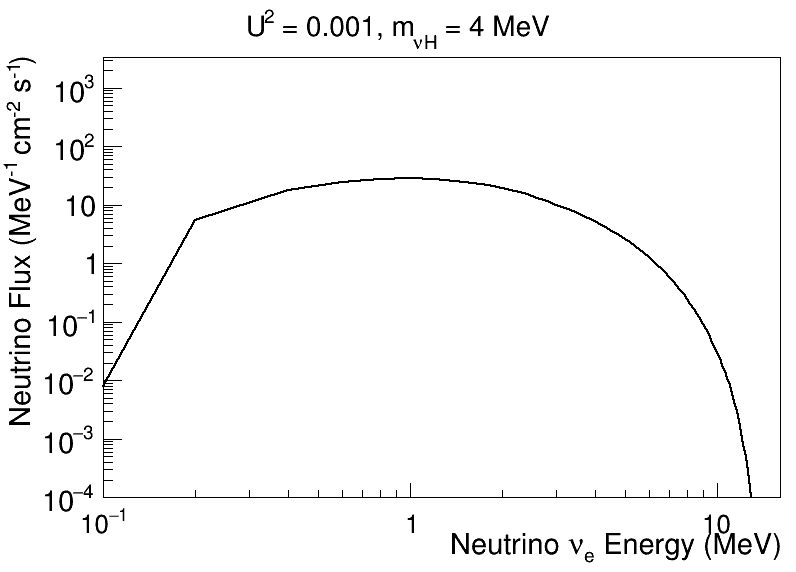 U² = 0.001, m_νH = 4 MeV
Neutrino Flux (MeV⁻¹ cm⁻² s⁻¹)
10³
10²
10
1
10⁻¹
10⁻²
10⁻³
10⁻⁴
10⁻¹ 1 10
Neutrino ν_e Energy (MeV)